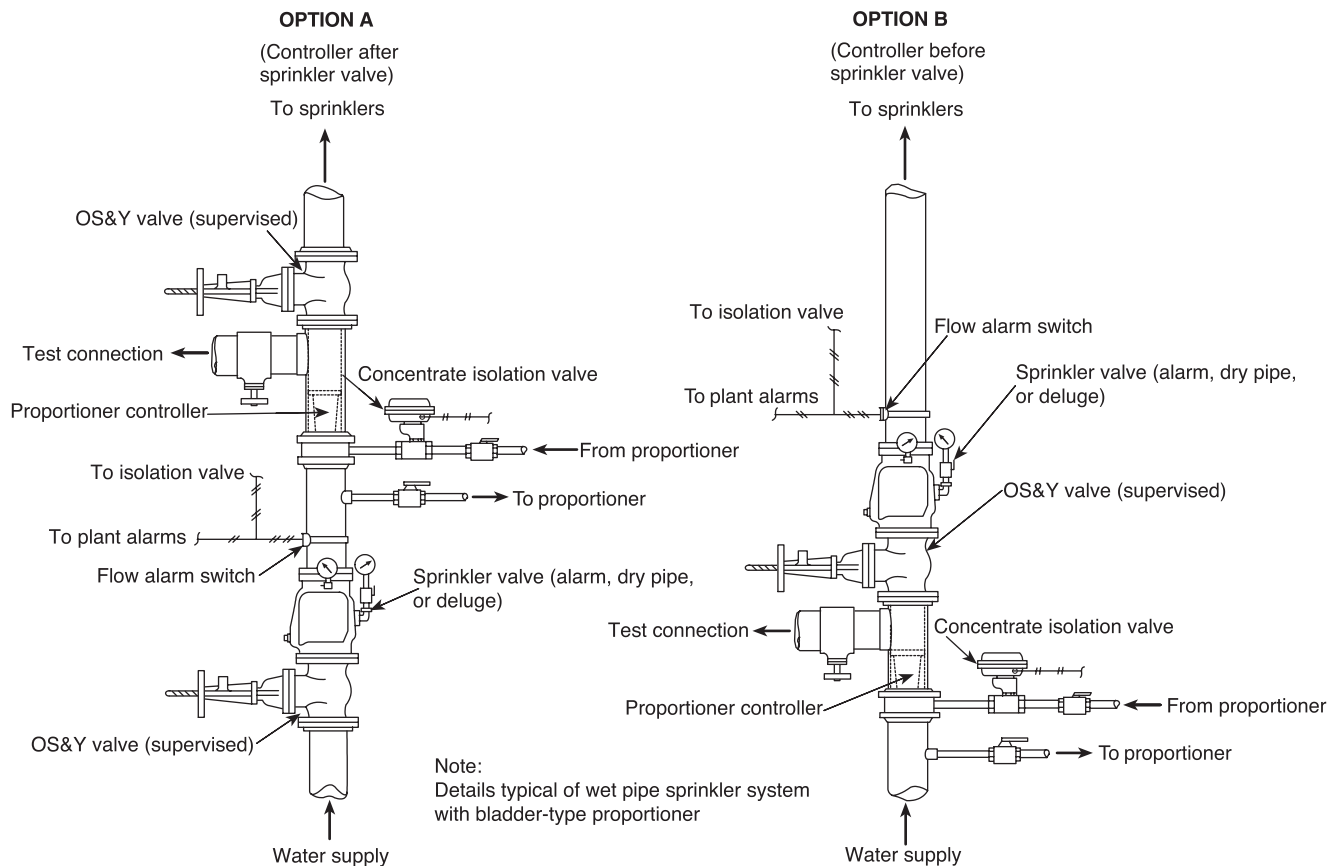 OPTION A
(Controller after
sprinkler valve)
To sprinklers
OS&Y valve (supervised)
Test connection
Concentrate isolation valve
Proportioner controller
From proportioner
To isolation valve
To proportioner
To plant alarms
Flow alarm switch
Sprinkler valve (alarm, dry pipe,
or deluge)
OS&Y valve (supervised)
Water supply
Note:
Details typical of wet pipe sprinkler system
with bladder-type proportioner
OPTION B
(Controller before
sprinkler valve)
To sprinklers
To isolation valve
Flow alarm switch
Sprinkler valve (alarm, dry pipe,
or deluge)
To plant alarms
OS&Y valve (supervised)
Test connection
Concentrate isolation valve
Proportioner controller
From proportioner
To proportioner
Water supply